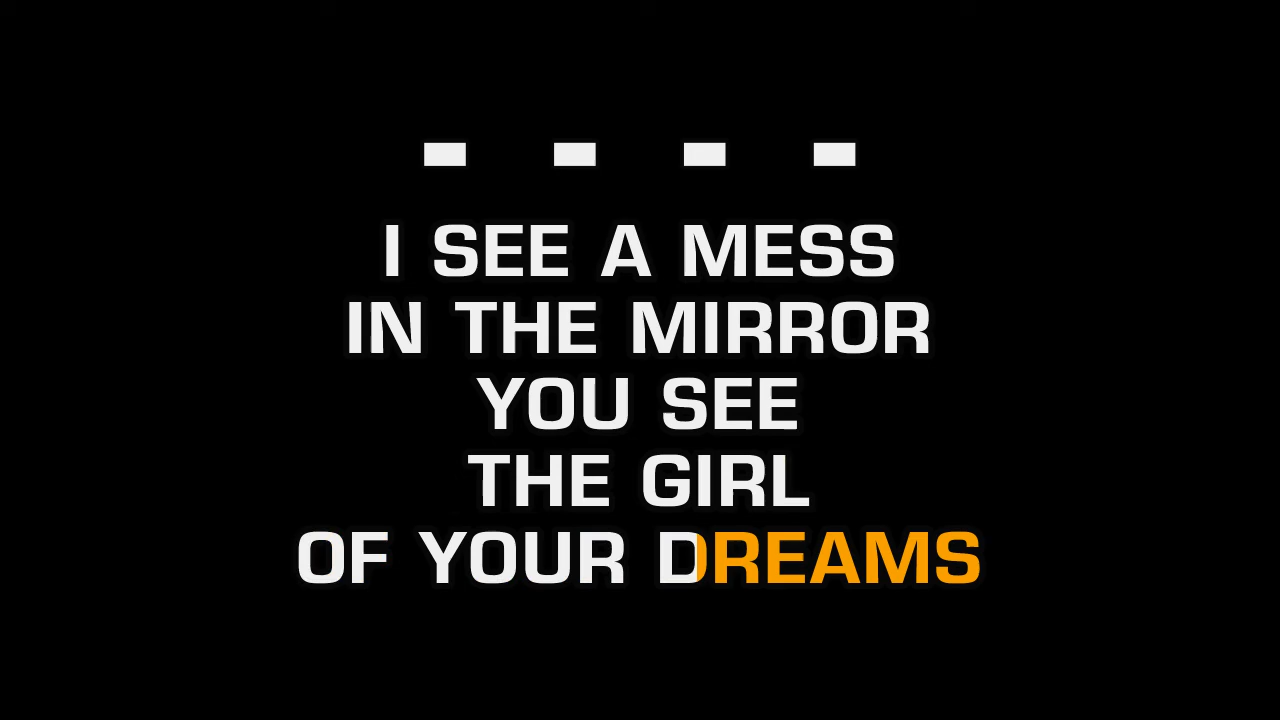 - - - -
I SEE A MESS
IN THE MIRROR
YOU SEE
THE GIRL
OF YOUR DREAMS